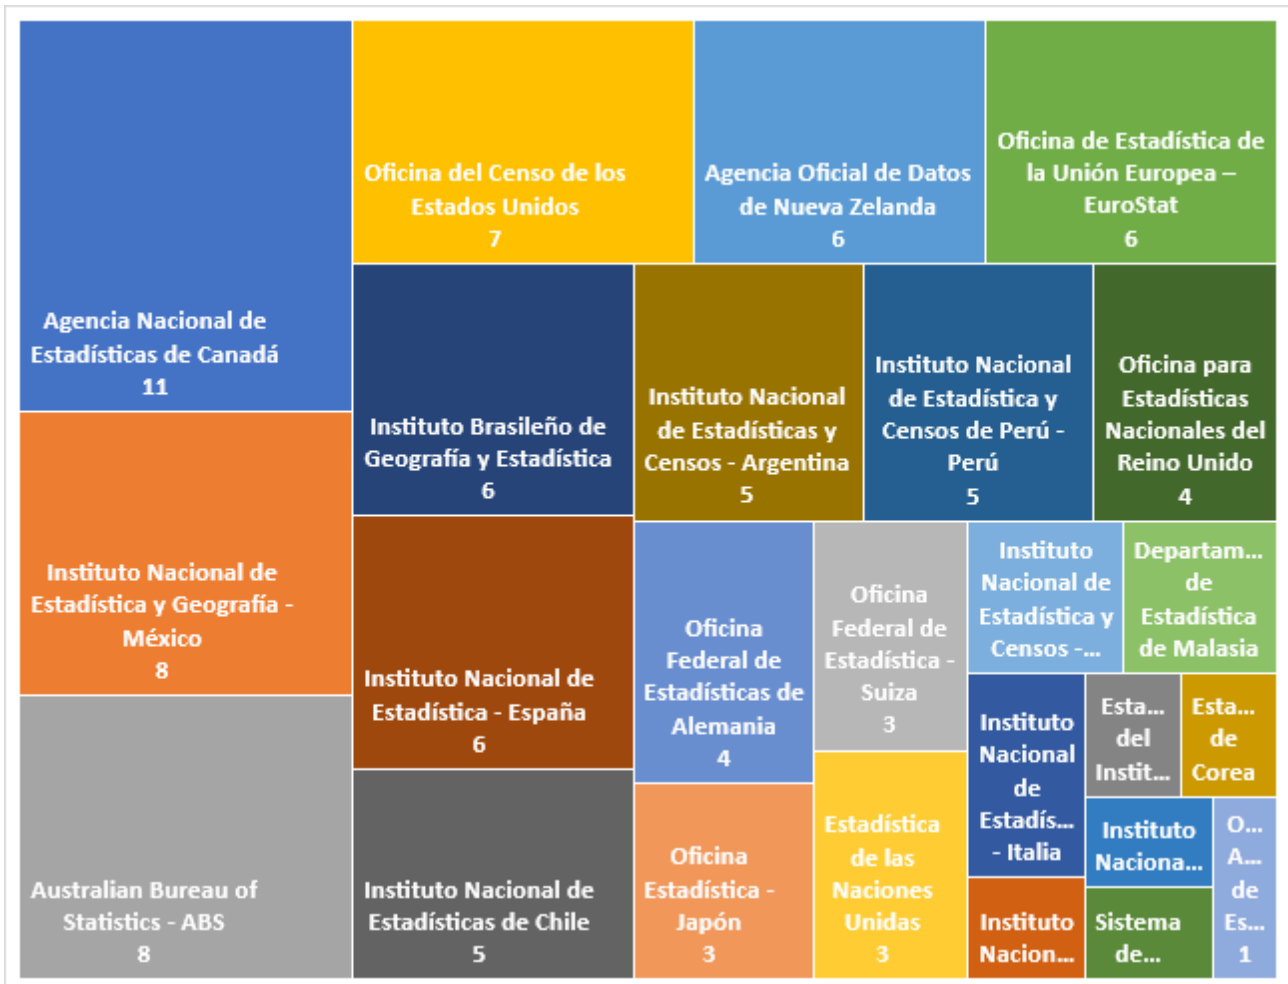 Agencia Nacional de
Estadísticas de Canadá
11
Instituto Nacional de
Estadística y Geografía -
México
8
Australian Bureau of
Statistics - ABS
8
Oficina del Censo de los
Estados Unidos
7
Agencia Oficial de Datos
de Nueva Zelanda
6
Oficina de Estadística de
la Unión Europea –
EuroStat
6
Instituto Brasileño de
Geografía y Estadística
6
Instituto Nacional de
Estadística - España
6
Instituto Nacional de
Estadísticas de Chile
5
Instituto Nacional
de Estadísticas y
Censos - Argentina
5
Instituto Nacional
de Estadística y
Censos de Perú -
Perú
5
Oficina para
Estadísticas
Nacionales del
Reino Unido
4
Oficina
Federal de
Estadísticas de
Alemania
4
Oficina
Estadística -
Japón
3
Oficina
Federal de
Estadística -
Suiza
3
Estadística
de las
Naciones
Unidas
3
Instituto
Nacional de
Estadística y
Censos -...
Departam...
de
Estadística
de Malasia
Instituto
Nacional
de
Estadís...
- Italia
Instituto
Nacion...
Esta...
del
Instit...
Esta...
de
Corea
Instituto
Naciona...
Sistema
de...
O...
A...
de
Es...
1